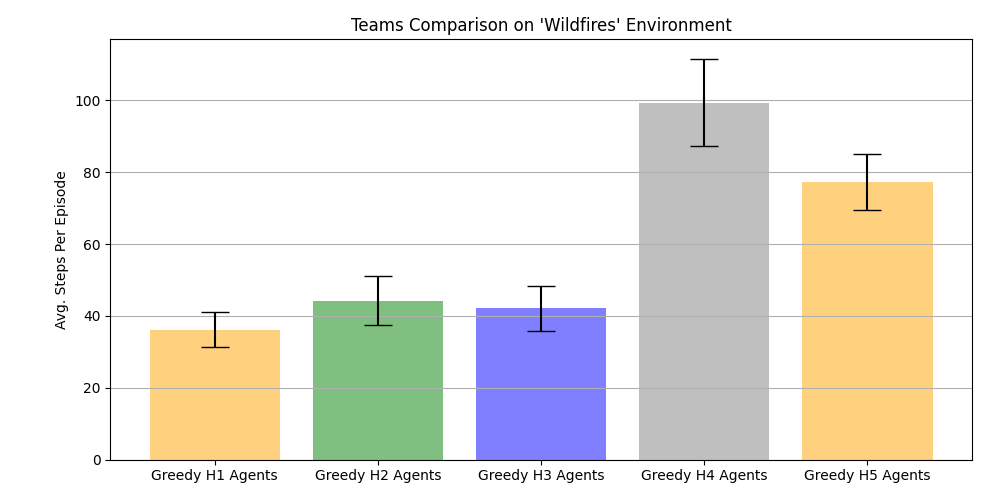 Teams Comparison on 'Wildfires' Environment
Avg. Steps Per Episode
100
80
60
40
20
0
Greedy H1 Agents
Greedy H2 Agents
Greedy H3 Agents
Greedy H4 Agents
Greedy H5 Agents